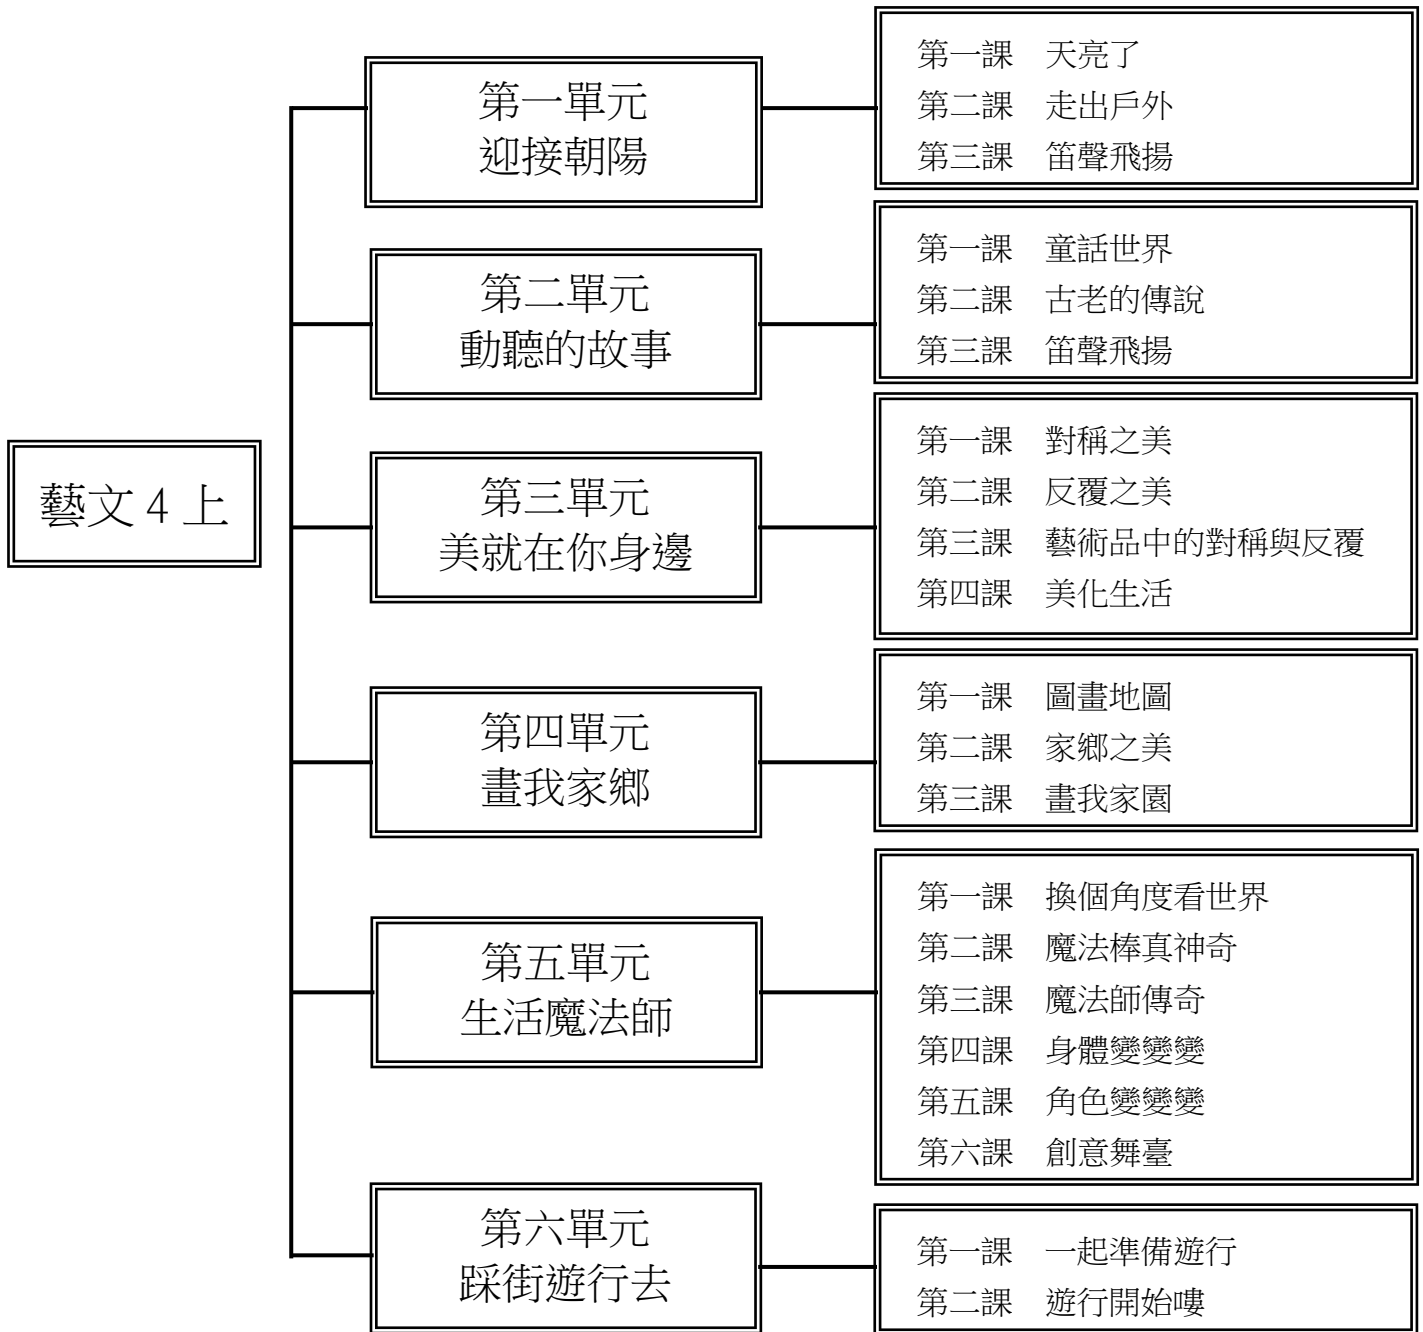 藝文 4 上
第一單元
迎接朝陽
第一課 天亮了
第二課 走出戶外
第三課 笛聲飛揚
第二單元
動聽的故事
第一課 童話世界
第二課 古老的傳說
第三課 笛聲飛揚
第三單元
美就在你身邊
第一課 對稱之美
第二課 反覆之美
第三課 藝術品中的對稱與反覆
第四課 美化生活
第四單元
畫我家鄉
第一課 圖畫地圖
第二課 家鄉之美
第三課 畫我家園
第五單元
生活魔法師
第一課 換個角度看世界
第二課 魔法棒真神奇
第三課 魔法師傳奇
第四課 身體變變變
第五課 角色變變變
第六課 創意舞臺
第六單元
踩街遊行去
第一課 一起準備遊行
第二課 遊行開始嘍